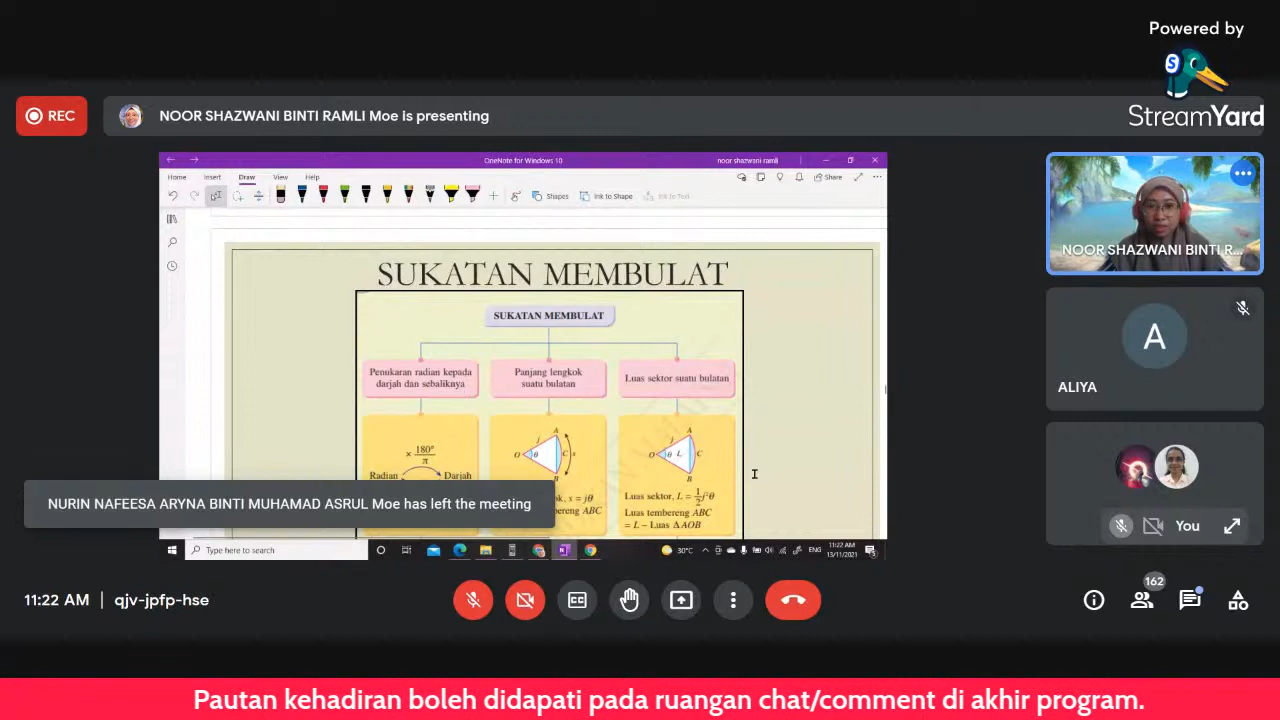 Powered by
StreamYard
REC
NOOR SHAZWANI BINTI RAMLI Moe is presenting
OneNote for Windows 10
noor shazwani ramli
Home Insert Draw View Help
Share
Shapes Ink to Shape Ink to Text
SUKATAN MEMBULAT
SUKATAN MEMBULAT
Penukaran radian kepada
darjah dan sebaliknya
Panjang lengkok
suatu bulatan
Luas sektor suatu bulatan
× 180°/π
Radian Darjah
O j θ A C s B
k, s = jθ
bereng ABC
O j θ L A C B
Luas sektor, L = 1/2 j²θ
Luas tembereng ABC
= L – Luas ΔAOB
NURIN NAFEESA ARYNA BINTI MUHAMAD ASRUL Moe has left the meeting
Type here to search
30°C
ENG
11:22 AM
13/11/2021
NOOR SHAZWANI BINTI R...
A
ALIYA
You
11:22 AM | qjv-jpfp-hse
162
Pautan kehadiran boleh didapati pada ruangan chat/comment di akhir program.